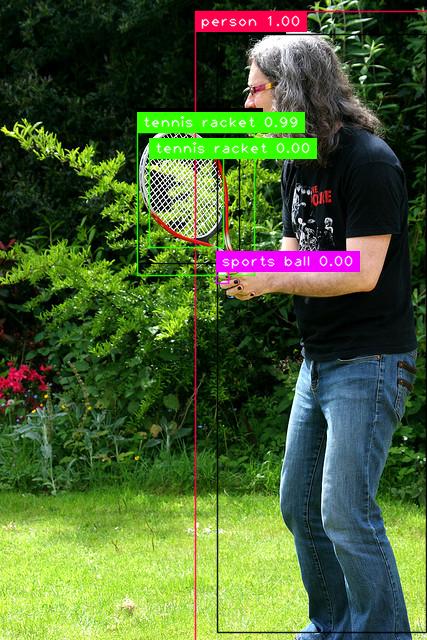 person 1.00
tennis racket 0.99
tennis racket 0.00
sports ball 0.00